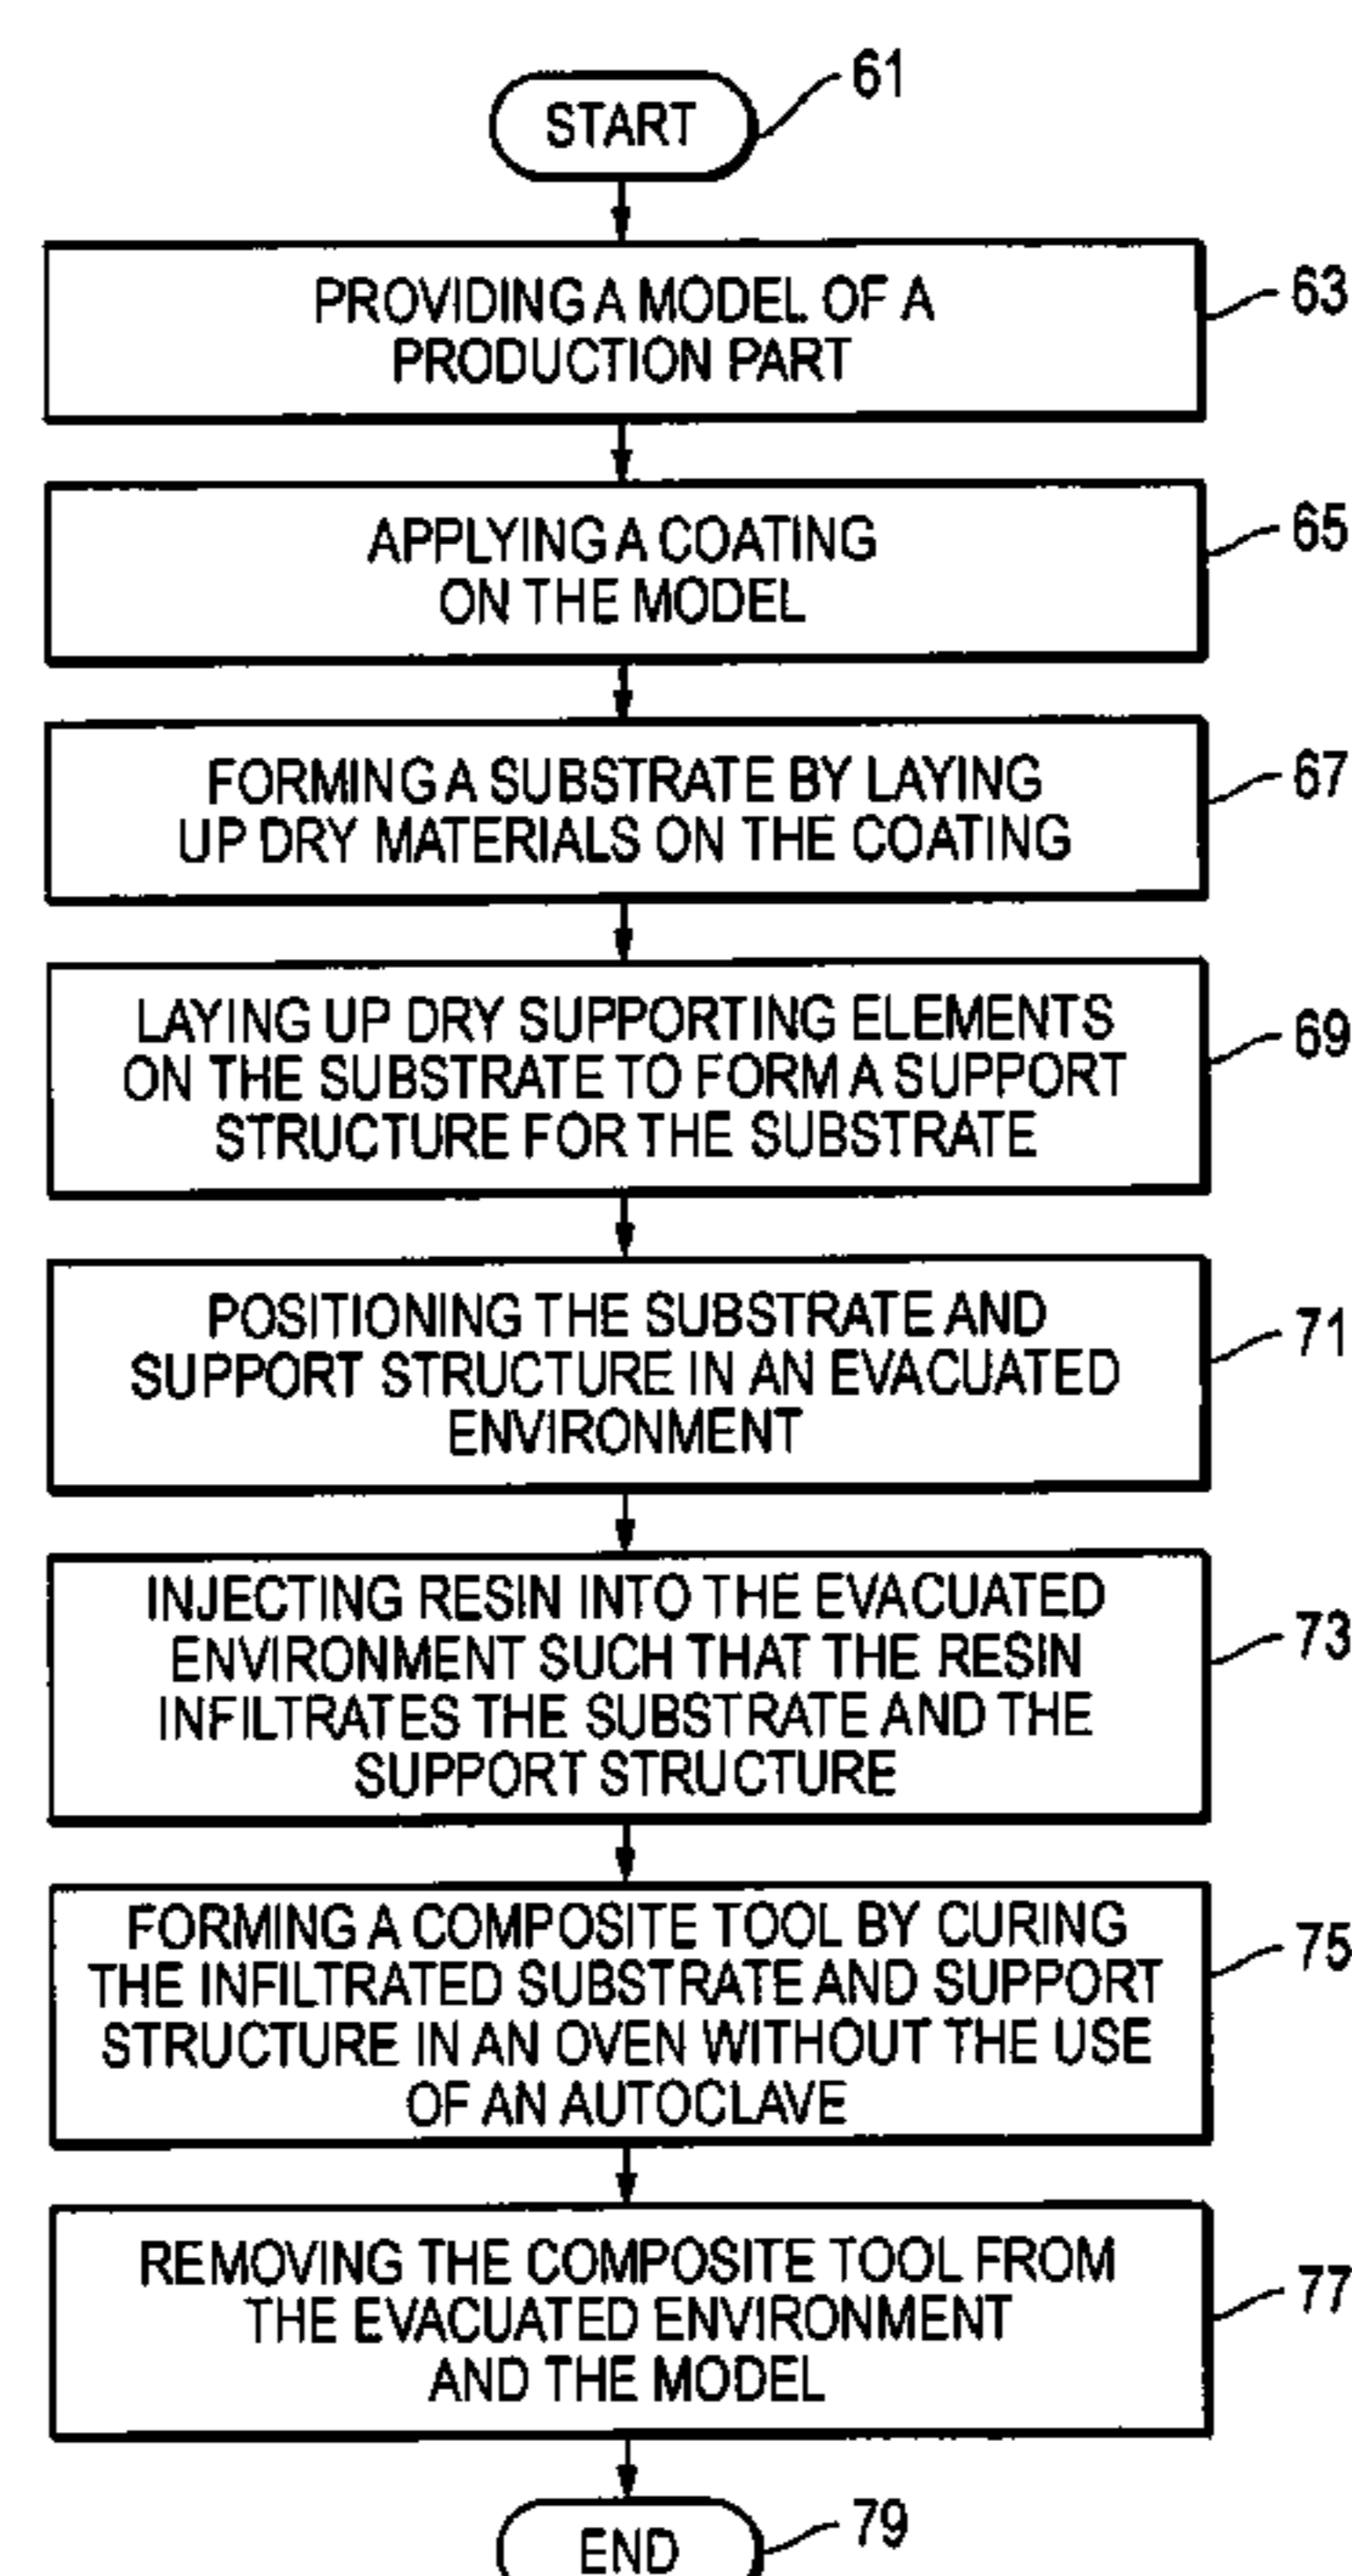 START
61
PROVIDING A MODEL OF A
PRODUCTION PART
63
APPLYING A COATING
ON THE MODEL
65
FORMING A SUBSTRATE BY LAYING
UP DRY MATERIALS ON THE COATING
67
LAYING UP DRY SUPPORTING ELEMENTS
ON THE SUBSTRATE TO FORM A SUPPORT
STRUCTURE FOR THE SUBSTRATE
69
POSITIONING THE SUBSTRATE AND
SUPPORT STRUCTURE IN AN EVACUATED
ENVIRONMENT
71
INJECTING RESIN INTO THE EVACUATED
ENVIRONMENT SUCH THAT THE RESIN
INFILTRATES THE SUBSTRATE AND THE
SUPPORT STRUCTURE
73
FORMING A COMPOSITE TOOL BY CURING
THE INFILTRATED SUBSTRATE AND SUPPORT
STRUCTURE IN AN OVEN WITHOUT THE USE
OF AN AUTOCLAVE
75
REMOVING THE COMPOSITE TOOL FROM
THE EVACUATED ENVIRONMENT
AND THE MODEL
77
END
79